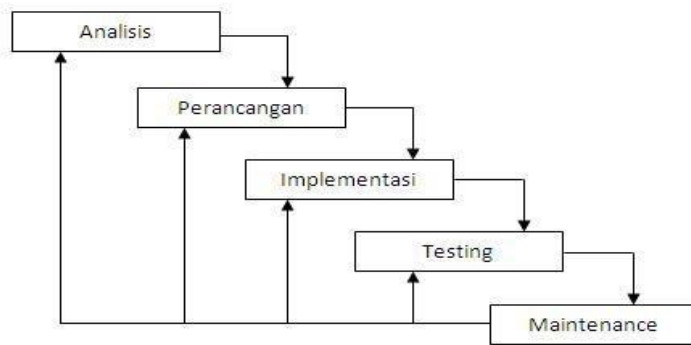 Analisis
Perancangan
Implementasi
Testing
Maintenance